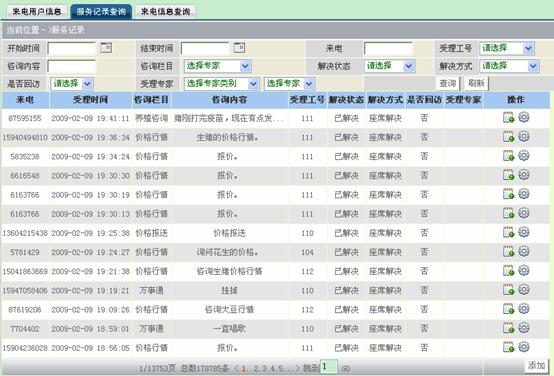 来电用户信息 服务记录查询 来电信息查询
当前位置－>服务记录
开始时间 结束时间 来电 受理工号 请选择
咨询内容 咨询栏目 选择专家 解决状态 请选择 解决方式 请选择
是否回访 请选择 受理专家 选择专家类别 选择专家 查询 刷新
来电 受理时间 咨询栏目 咨询内容 受理工号 解决状态 解决方式 是否回访 受理专家 操作
87595155 2009-02-09 19:41:11 养殖咨询 猪刚打完疫苗，现在有点发... 111 已解决 座席解决 否
15940494810 2009-02-09 19:36:34 价格行情 生猪的价格行情。 111 已解决 座席解决 否
5835238 2009-02-09 19:34:24 价格行情 报价。 111 已解决 座席解决 否
6616548 2009-02-09 19:30:30 价格行情 报价。 111 已解决 座席解决 否
6163766 2009-02-09 19:30:19 价格行情 报价。 111 已解决 座席解决 否
6163766 2009-02-09 19:30:13 价格行情 报价。 111 已解决 座席解决 否
13604215438 2009-02-09 19:25:38 价格报送 价格报送 110 已解决 座席解决 否
5781429 2009-02-09 19:24:27 价格行情 询问花生的价格。 104 已解决 座席解决 否
15041863669 2009-02-09 19:21:38 价格行情 咨询生猪价格行情 112 已解决 座席解决 否
15947058406 2009-02-09 19:19:21 万事通 挂掉 110 已解决 座席解决 否
87619206 2009-02-09 19:09:26 价格行情 咨询大豆行情 112 已解决 座席解决 否
7704402 2009-02-09 18:59:01 万事通 一直唱歌 110 已解决 座席解决 否
15904236028 2009-02-09 18:56:05 价格行情 报价。 111 已解决 座席解决 否
1/13753页 总数178785条 < 1. 2.3.4.5...> 跳到 1 GO 添加